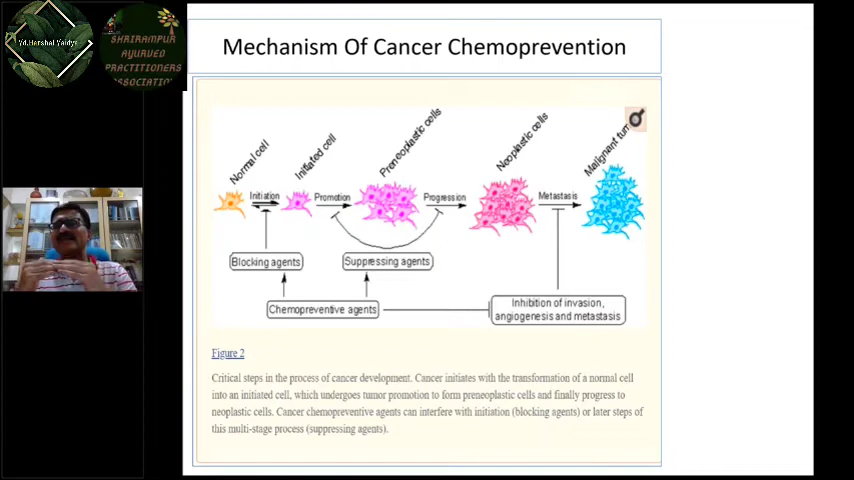 Yd.Hershal Vaidya
SHRIRAMPUR
AYURVED
PRACTITIONERS
ASSOCIATION
Mechanism Of Cancer Chemoprevention
Normal cell
Initiated cell
Preneoplastic cells
Neoplastic cells
Malignant tum
Initiation
Promotion
Progression
Metastasis
Blocking agents
Suppressing agents
Chemopreventive agents
Inhibition of invasion,
angiogenesis and metastasis
Figure 2
Critical steps in the process of cancer development. Cancer initiates with the transformation of a normal cell
into an initiated cell, which undergoes tumor promotion to form preneoplastic cells and finally progress to
neoplastic cells. Cancer chemopreventive agents can interfere with initiation (blocking agents) or later steps of
this multi-stage process (suppressing agents).